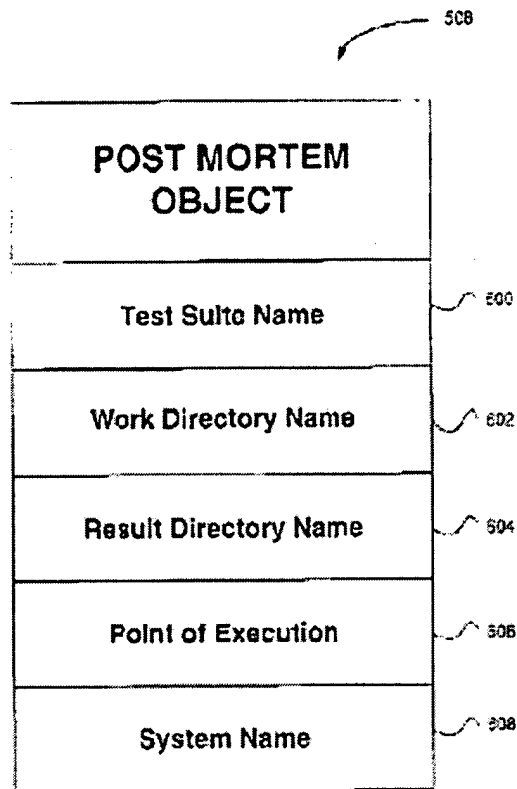 508
POST MORTEM
OBJECT
Test Suite Name
600
Work Directory Name
602
Result Directory Name
604
Point of Execution
606
System Name
608